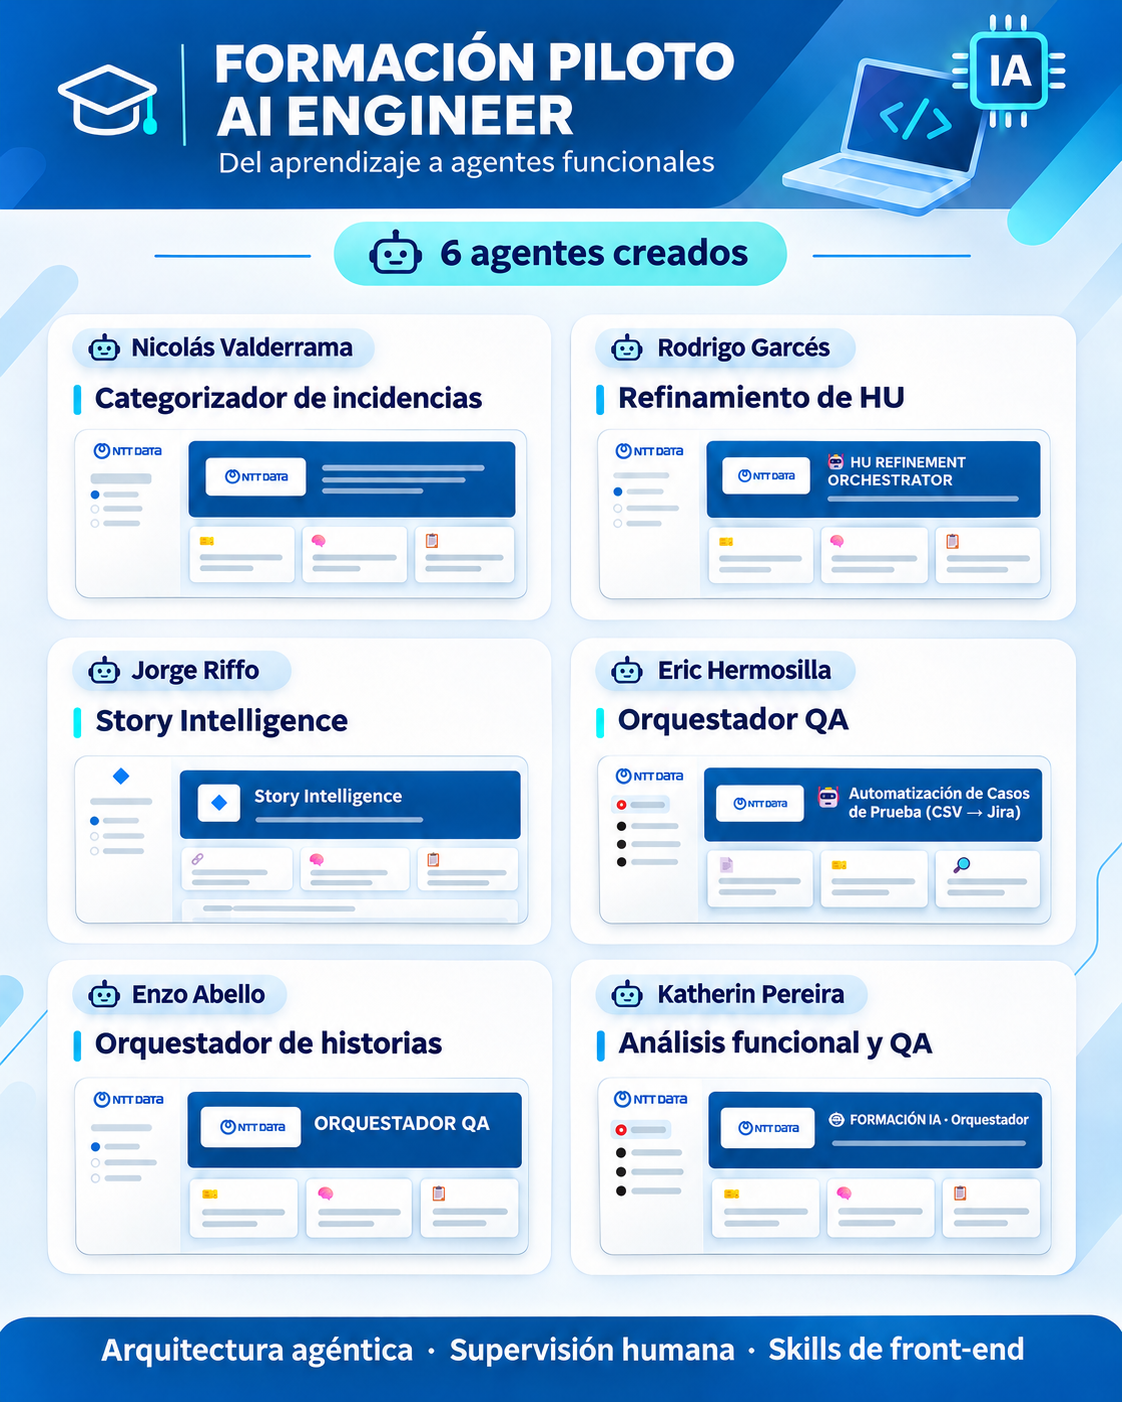 FORMACIÓN PILOTO
AI ENGINEER
Del aprendizaje a agentes funcionales
</>
IA
6 agentes creados
Nicolás Valderrama
Categorizador de incidencias
NTT DATA
NTT DATA
Rodrigo Garcés
Refinamiento de HU
NTT DATA
NTT DATA
HU REFINEMENT
ORCHESTRATOR
Jorge Riffo
Story Intelligence
Story Intelligence
Eric Hermosilla
Orquestador QA
NTT DATA
NTT DATA
Automatización de Casos
de Prueba (CSV → Jira)
Enzo Abello
Orquestador de historias
NTT DATA
NTT DATA
ORQUESTADOR QA
Katherin Pereira
Análisis funcional y QA
NTT DATA
NTT DATA
FORMACIÓN IA · Orquestador
Arquitectura agéntica · Supervisión humana · Skills de front-end